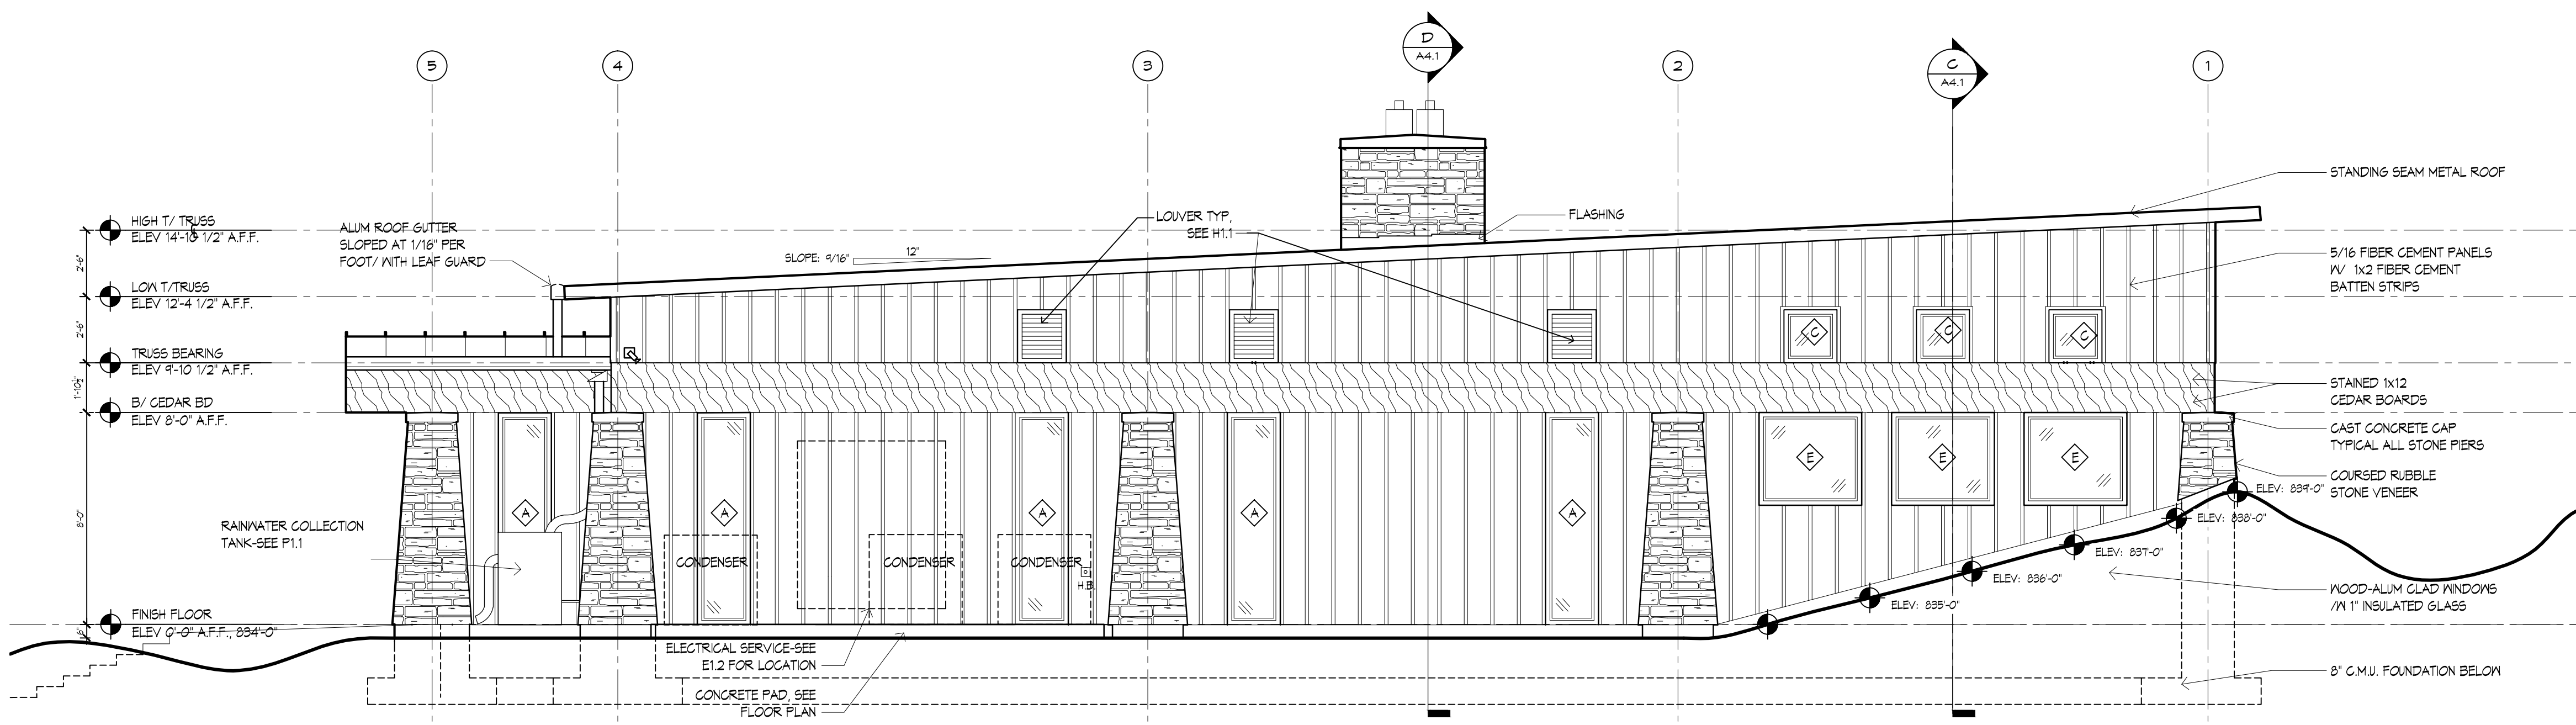 5
4
3
D
A4.1
2
C
A4.1
1
HIGH T/ TRUSS
ELEV 14'-10 1/2" A.F.F.
2'-6"
LOW T/TRUSS
ELEV 12'-4 1/2" A.F.F.
2'-6"
TRUSS BEARING
ELEV 9'-10 1/2" A.F.F.
1'-10½"
B/ CEDAR BD
ELEV 8'-0" A.F.F.
8'-0"
FINISH FLOOR
ELEV 0'-0" A.F.F., 834'-0"
6"
ALUM ROOF GUTTER
SLOPED AT 1/16" PER
FOOT/ WITH LEAF GUARD
SLOPE: 9/16"
12"
LOUVER TYP,
SEE H1.1
FLASHING
STANDING SEAM METAL ROOF
5/16 FIBER CEMENT PANELS
W/ 1x2 FIBER CEMENT
BATTEN STRIPS
C
C
C
STAINED 1x12
CEDAR BOARDS
CAST CONCRETE CAP
TYPICAL ALL STONE PIERS
COURSED RUBBLE
STONE VENEER
E
E
E
A
A
A
A
A
RAINWATER COLLECTION
TANK-SEE P1.1
CONDENSER
CONDENSER
CONDENSER
H.B.
ELEV: 839'-0"
ELEV: 838'-0"
ELEV: 837'-0"
ELEV: 836'-0"
ELEV: 835'-0"
WOOD-ALUM CLAD WINDOWS
/W 1" INSULATED GLASS
ELECTRICAL SERVICE-SEE
E1.2 FOR LOCATION
CONCRETE PAD, SEE
FLOOR PLAN
8" C.M.U. FOUNDATION BELOW